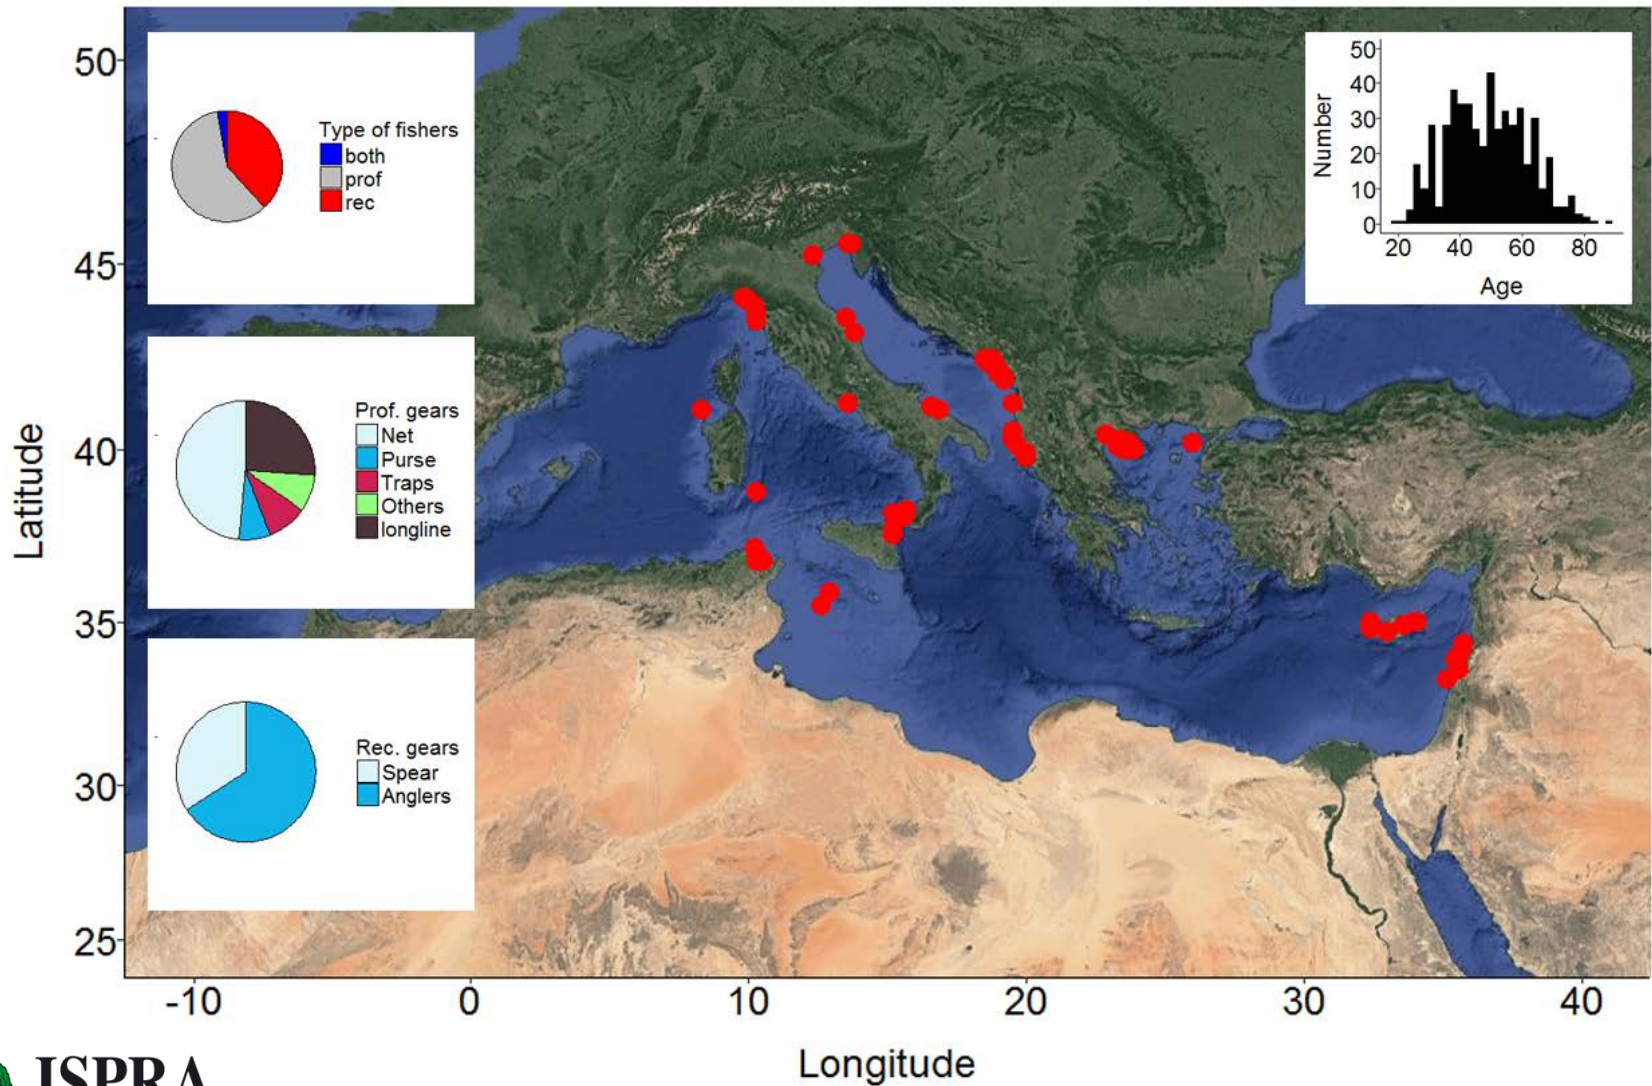 50
45
40
35
30
25
Latitude
-10
0
10
20
30
40
Longitude
Type of fishers
both
prof
rec
Prof. gears
Net
Purse
Traps
Others
longline
Rec. gears
Spear
Anglers
50
40
30
20
10
0
Number
20
40
60
80
Age
ISPRA